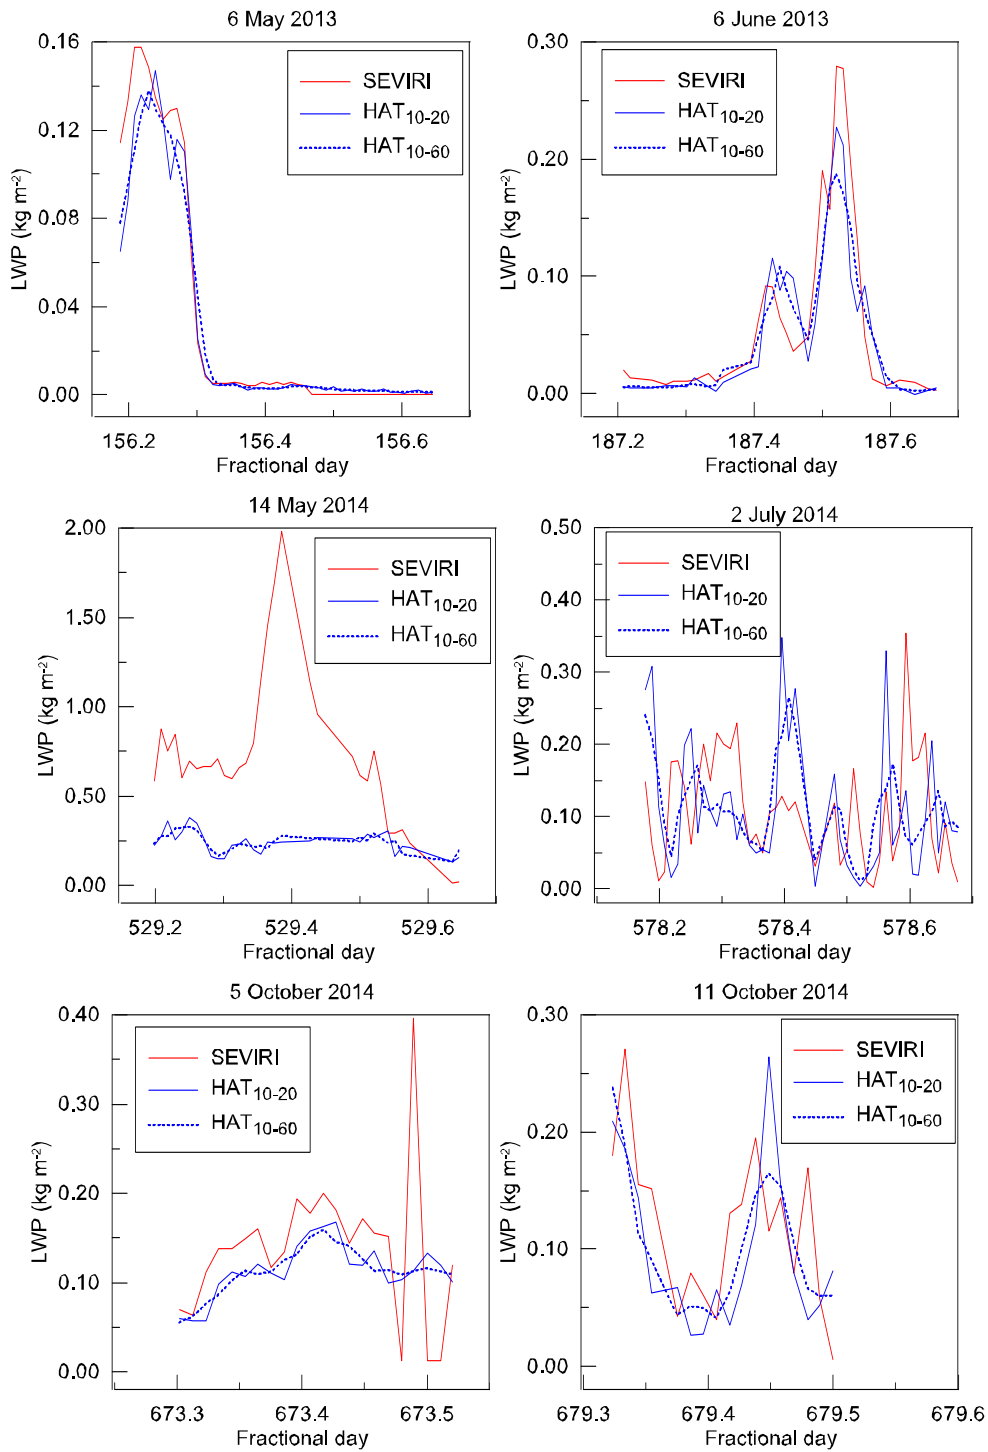 6 May 2013
0.16
0.12
0.08
0.04
0.00
LWP (kg m-2)
SEVIRI
HAT10-20
HAT10-60
156.2
156.4
156.6
Fractional day
6 June 2013
0.30
0.20
0.10
0.00
LWP (kg m-2)
SEVIRI
HAT10-20
HAT10-60
187.2
187.4
187.6
Fractional day
14 May 2014
2.00
1.50
1.00
0.50
0.00
LWP (kg m-2)
SEVIRI
HAT10-20
HAT10-60
529.2
529.4
529.6
Fractional day
2 July 2014
0.50
0.40
0.30
0.20
0.10
0.00
LWP (kg m-2)
SEVIRI
HAT10-20
HAT10-60
578.2
578.4
578.6
Fractional day
5 October 2014
0.40
0.30
0.20
0.10
0.00
LWP (kg m-2)
SEVIRI
HAT10-20
HAT10-60
673.3
673.4
673.5
Fractional day
11 October 2014
0.30
0.20
0.10
0.00
LWP (kg m-2)
SEVIRI
HAT10-20
HAT10-60
679.3
679.4
679.5
679.6
Fractional day